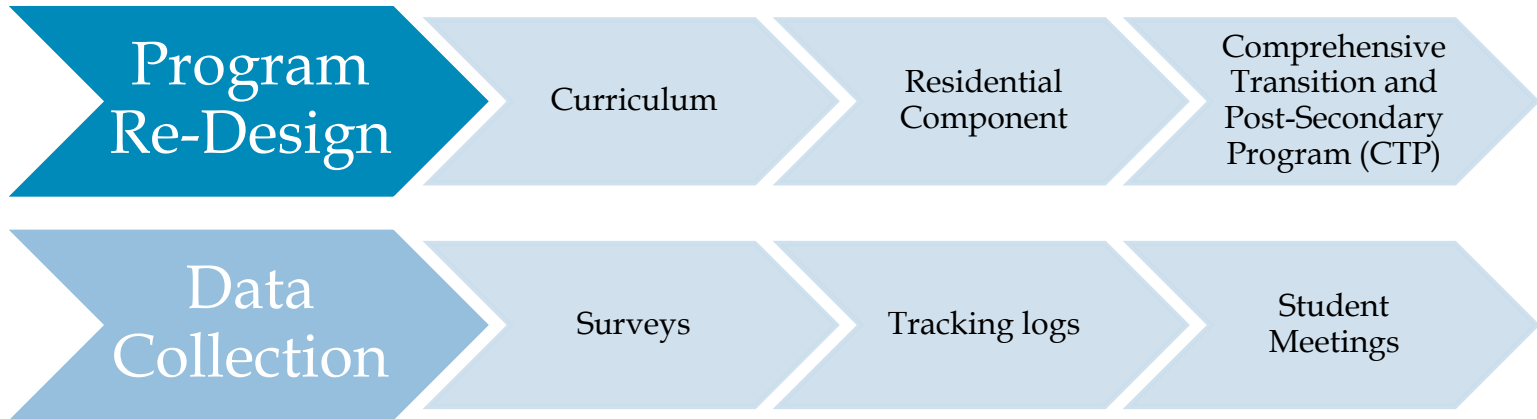 Program
Re-Design
Curriculum
Residential
Component
Comprehensive
Transition and
Post-Secondary
Program (CTP)
Data
Collection
Surveys
Tracking logs
Student
Meetings